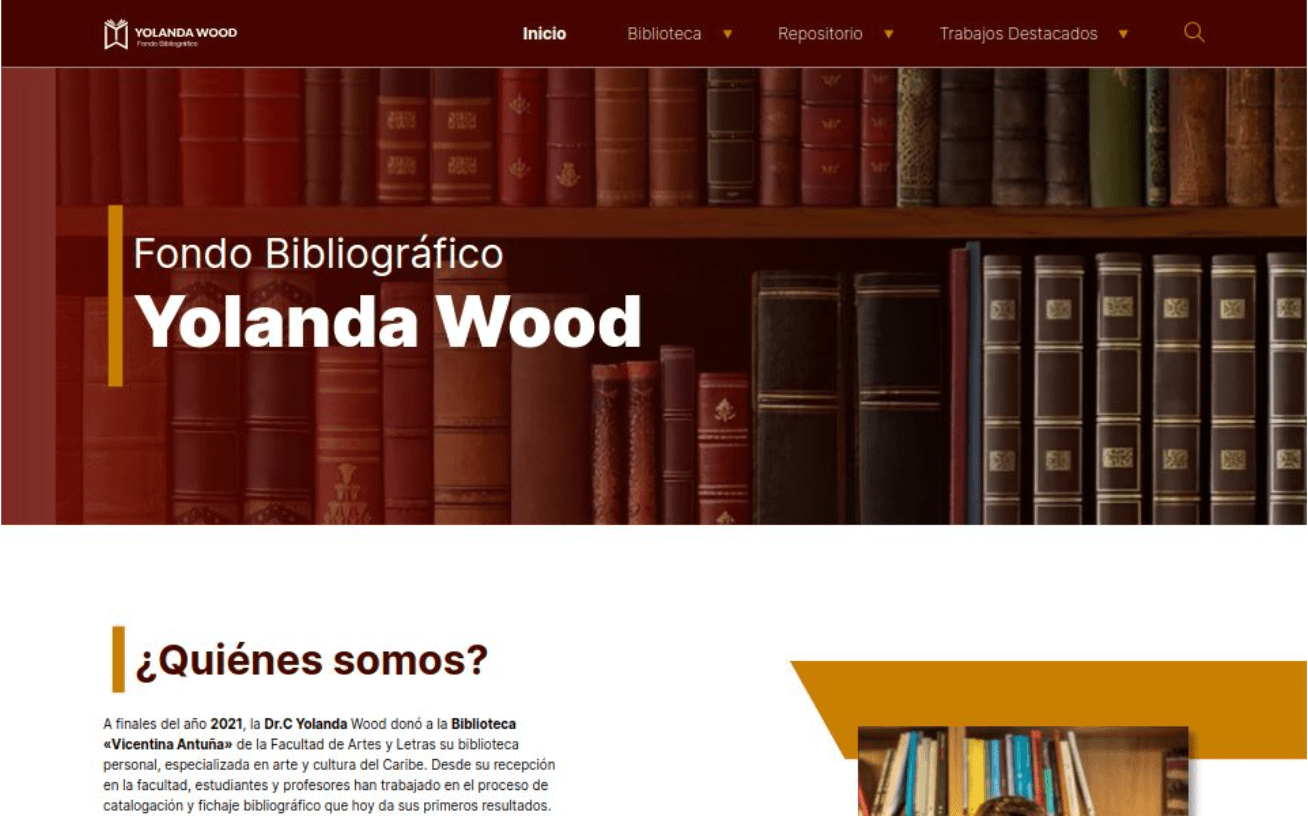 YOLANDA WOOD
Fondo Bibliográfico
Inicio
Biblioteca
Repositorio
Trabajos Destacados
Fondo Bibliográfico
Yolanda Wood
¿Quiénes somos?
A finales del año 2021, la Dr.C Yolanda Wood donó a la Biblioteca
«Vicentina Antuña» de la Facultad de Artes y Letras su biblioteca
personal, especializada en arte y cultura del Caribe. Desde su recepción
en la facultad, estudiantes y profesores han trabajado en el proceso de
catalogación y fichaje bibliográfico que hoy da sus primeros resultados.